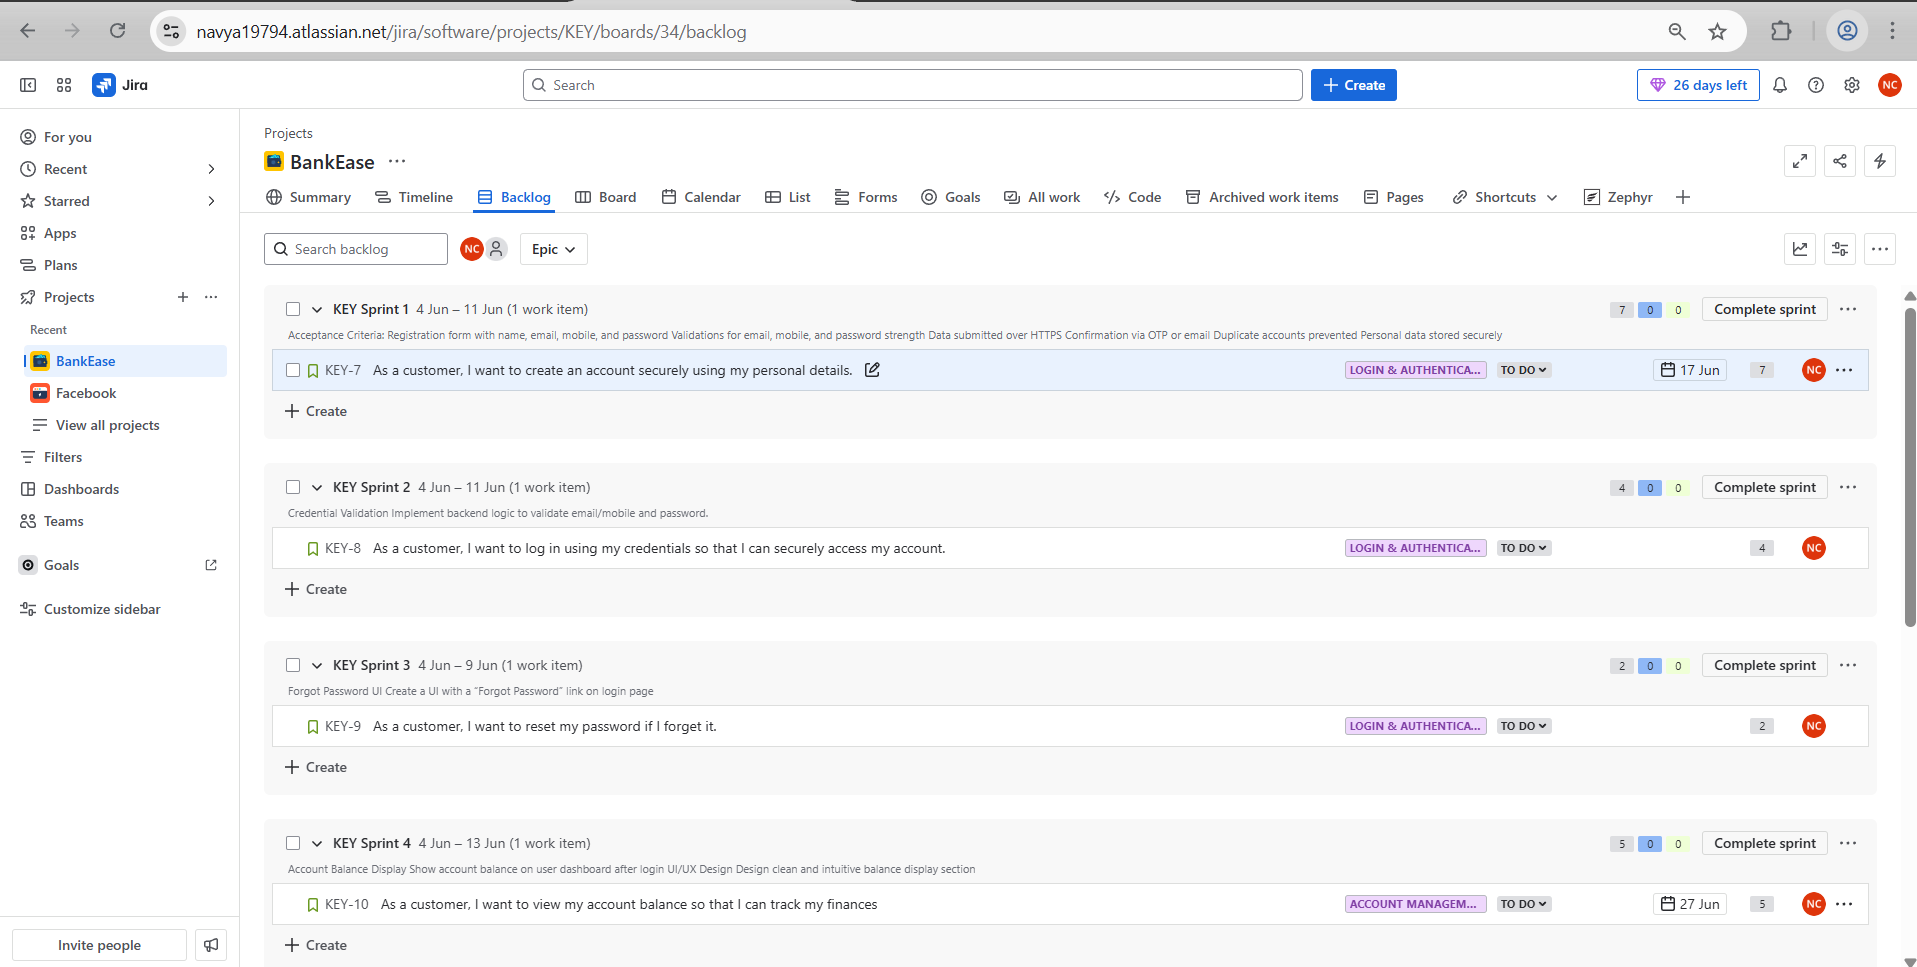 navya19794.atlassian.net/jira/software/projects/KEY/boards/34/backlog
Jira
Search
Create
26 days left
NC
For you
Recent
Starred
Apps
Plans
Projects
Recent
BankEase
Facebook
View all projects
Filters
Dashboards
Teams
Goals
Customize sidebar
Invite people
Projects
BankEase
Summary Timeline Backlog Board Calendar List Forms Goals All work Code Archived work items Pages Shortcuts Zephyr
Search backlog NC Epic
KEY Sprint 1 4 Jun – 11 Jun (1 work item) 7 0 0 Complete sprint
Acceptance Criteria: Registration form with name, email, mobile, and password Validations for email, mobile, and password strength Data submitted over HTTPS Confirmation via OTP or email Duplicate accounts prevented Personal data stored securely
KEY-7 As a customer, I want to create an account securely using my personal details. LOGIN & AUTHENTICA... TO DO 17 Jun 7 NC
Create
KEY Sprint 2 4 Jun – 11 Jun (1 work item) 4 0 0 Complete sprint
Credential Validation Implement backend logic to validate email/mobile and password.
KEY-8 As a customer, I want to log in using my credentials so that I can securely access my account. LOGIN & AUTHENTICA... TO DO 4 NC
Create
KEY Sprint 3 4 Jun – 9 Jun (1 work item) 2 0 0 Complete sprint
Forgot Password UI Create a UI with a “Forgot Password” link on login page
KEY-9 As a customer, I want to reset my password if I forget it. LOGIN & AUTHENTICA... TO DO 2 NC
Create
KEY Sprint 4 4 Jun – 13 Jun (1 work item) 5 0 0 Complete sprint
Account Balance Display Show account balance on user dashboard after login UI/UX Design Design clean and intuitive balance display section
KEY-10 As a customer, I want to view my account balance so that I can track my finances ACCOUNT MANAGEM... TO DO 27 Jun 5 NC
Create